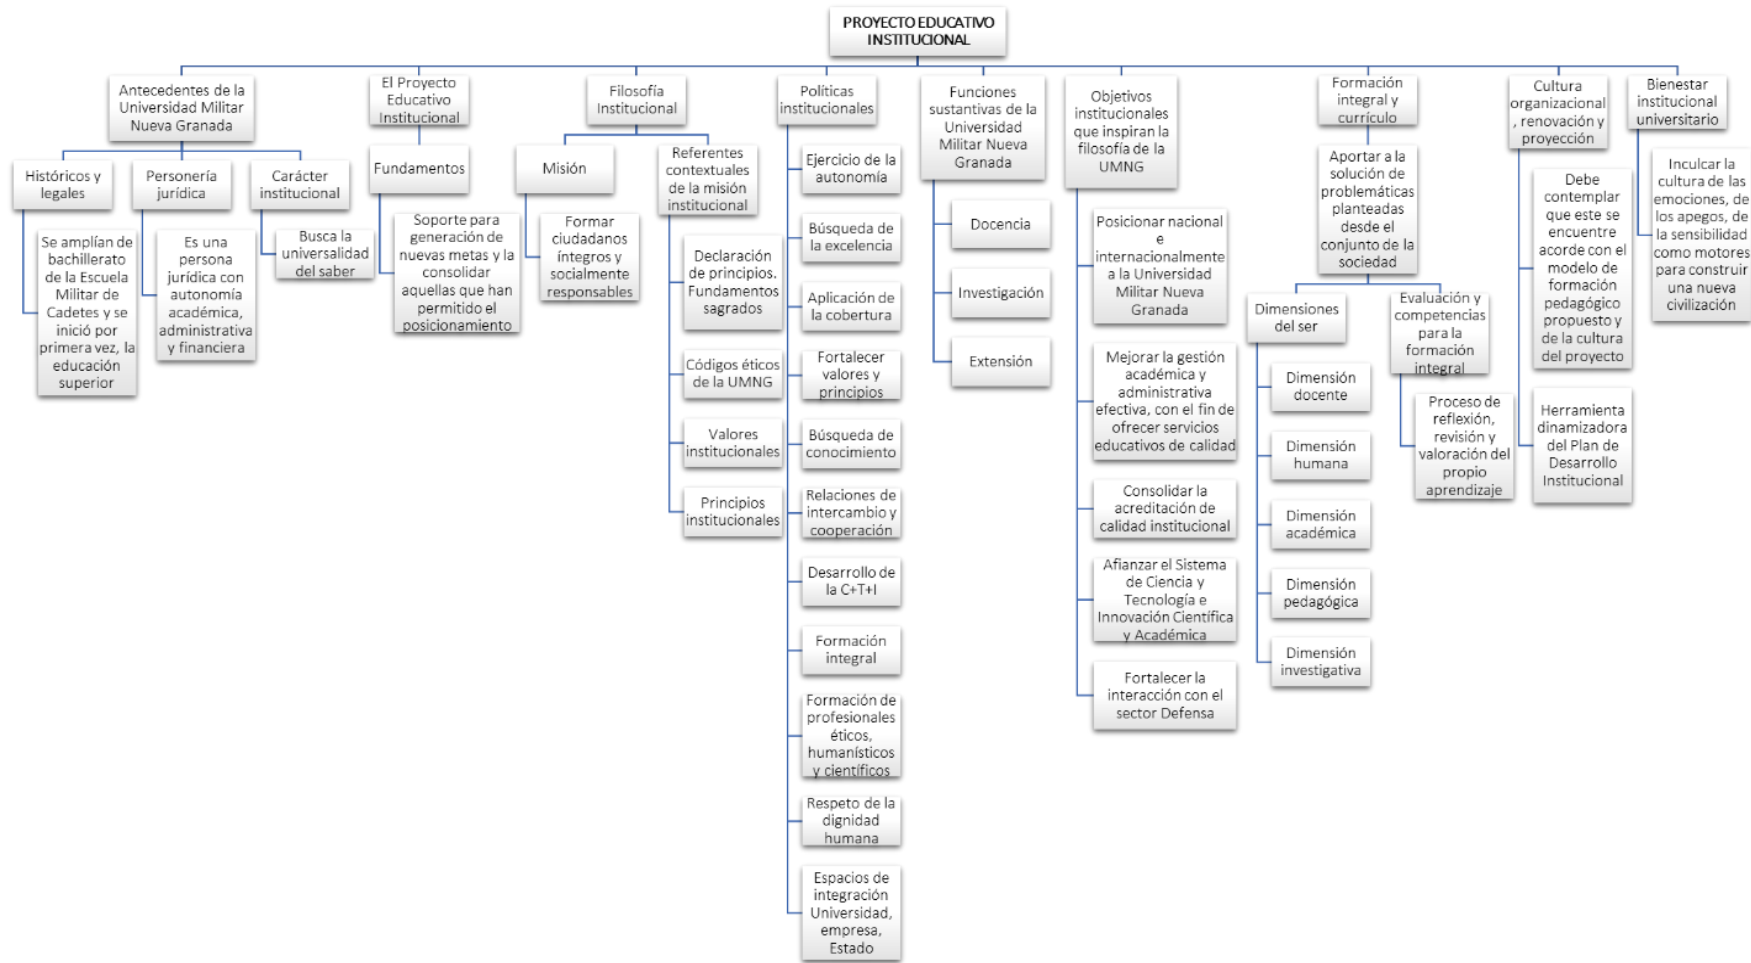 PROYECTO EDUCATIVO
INSTITUCIONAL
Antecedentes de la
Universidad Militar
Nueva Granada
Históricos y
legales
Se amplían de
bachillerato
de la Escuela
Militar de
Cadetes y se
inició por
primera vez, la
educación
superior
Personería
jurídica
Es una
persona
jurídica con
autonomía
académica,
administrativa
y financiera
Carácter
institucional
Busca la
universalidad
del saber
El Proyecto
Educativo
Institucional
Fundamentos
Soporte para
generación de
nuevas metas y la
consolidar
aquellas que han
permitido el
posicionamiento
Filosofía
Institucional
Misión
Formar
ciudadanos
íntegros y
socialmente
responsables
Referentes
contextuales
de la misión
institucional
Declaración
de principios.
Fundamentos
sagrados
Códigos éticos
de la UMNG
Valores
institucionales
Principios
institucionales
Políticas
institucionales
Ejercicio de la
autonomía
Búsqueda de
la excelencia
Aplicación de
la cobertura
Fortalecer
valores y
principios
Búsqueda de
conocimiento
Relaciones de
intercambio y
cooperación
Desarrollo de
la C+T+I
Formación
integral
Formación de
profesionales
éticos,
humanísticos
y científicos
Respeto de la
dignidad
humana
Espacios de
integración
Universidad,
empresa,
Estado
Funciones
sustantivas de la
Universidad
Militar Nueva
Granada
Docencia
Investigación
Extensión
Objetivos
institucionales
que inspiran la
filosofía de la
UMNG
Posicionar nacional
e
internacionalmente
a la Universidad
Militar Nueva
Granada
Mejorar la gestión
académica y
administrativa
efectiva, con el fin de
ofrecer servicios
educativos de calidad
Consolidar la
acreditación de
calidad institucional
Afianzar el Sistema
de Ciencia y
Tecnología e
Innovación Científica
y Académica
Fortalecer la
interacción con el
sector Defensa
Formación
integral y
currículo
Aportar a la
solución de
problemáticas
planteadas
desde el
conjunto de la
sociedad
Dimensiones
del ser
Dimensión
docente
Dimensión
humana
Dimensión
académica
Dimensión
pedagógica
Dimensión
investigativa
Evaluación y
competencias
para la
formación
integral
Proceso de
reflexión,
revisión y
valoración del
propio
aprendizaje
Cultura
organizacional
, renovación y
proyección
Debe
contemplar
que este se
encuentre
acorde con el
modelo de
formación
pedagógico
propuesto y
de la cultura
del proyecto
Herramienta
dinamizadora
del Plan de
Desarrollo
Institucional
Bienestar
institucional
universitario
Inculcar la
cultura de las
emociones, de
los apegos, de
la sensibilidad
como motores
para construir
una nueva
civilización